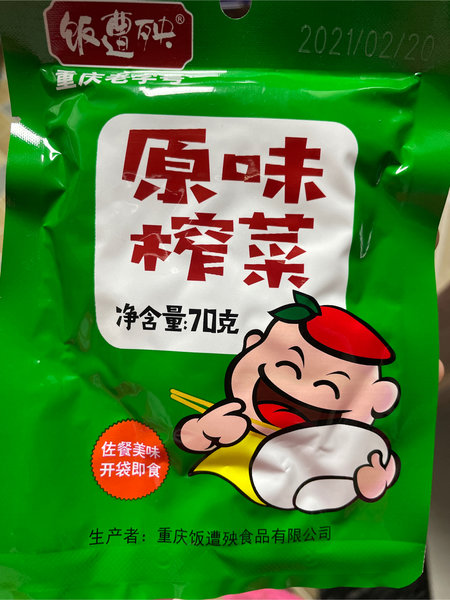 饭遭殃®
2021/02/20
重庆老字号
原味
榨菜
净含量:70克
佐餐美味
开袋即食
生产者：重庆饭遭殃食品有限公司